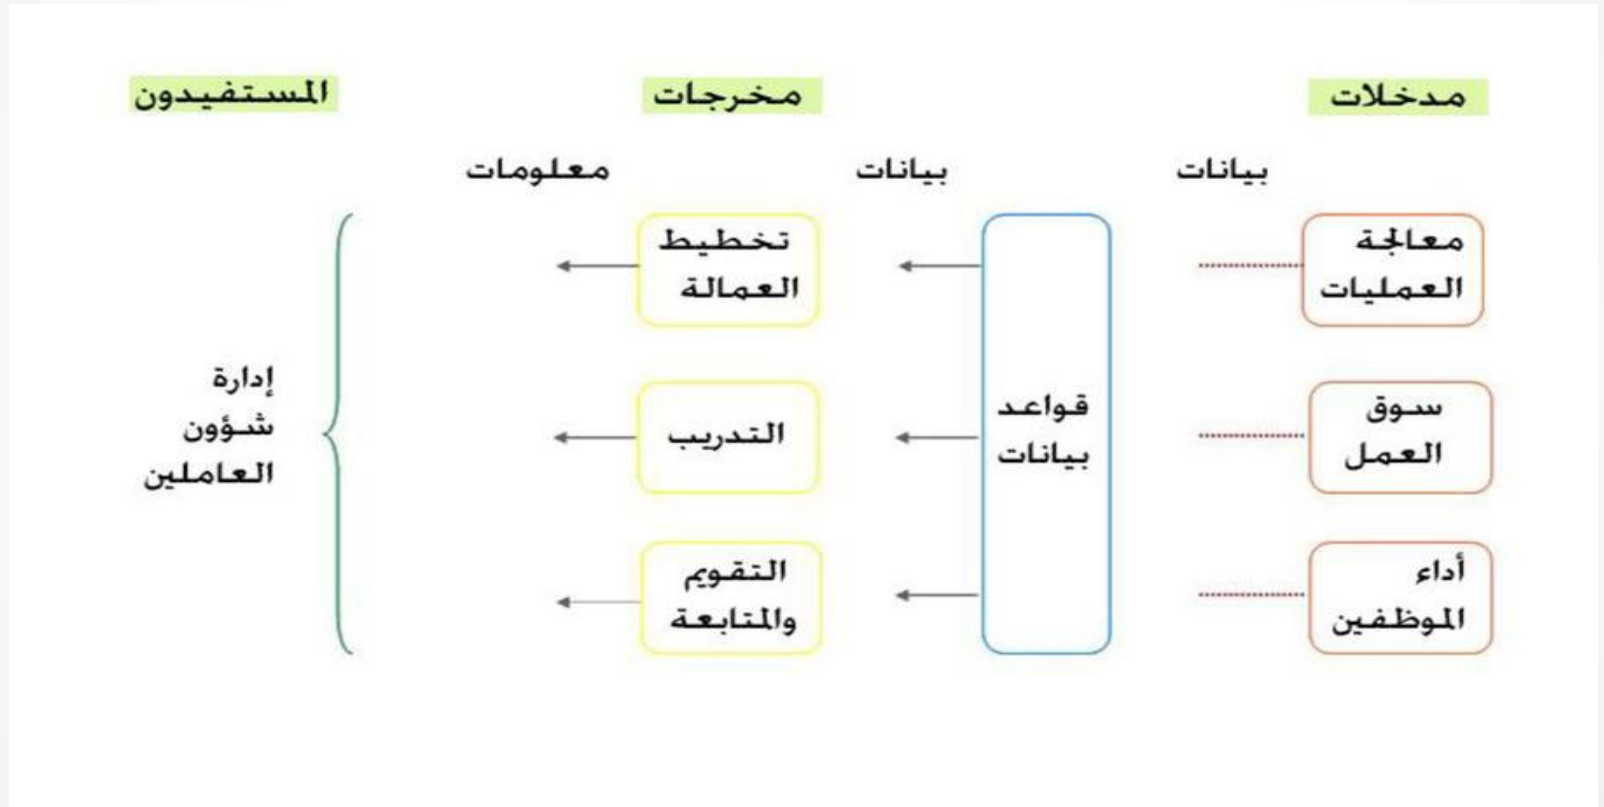 مدخلات
مخرجات
المستفيدون
بيانات
بيانات
معلومات
معالجة
العمليات
سوق
العمل
أداء
الموظفين
قواعد
بيانات
تخطيط
العمالة
التدريب
التقويم
والمتابعة
إدارة
شؤون
العاملين